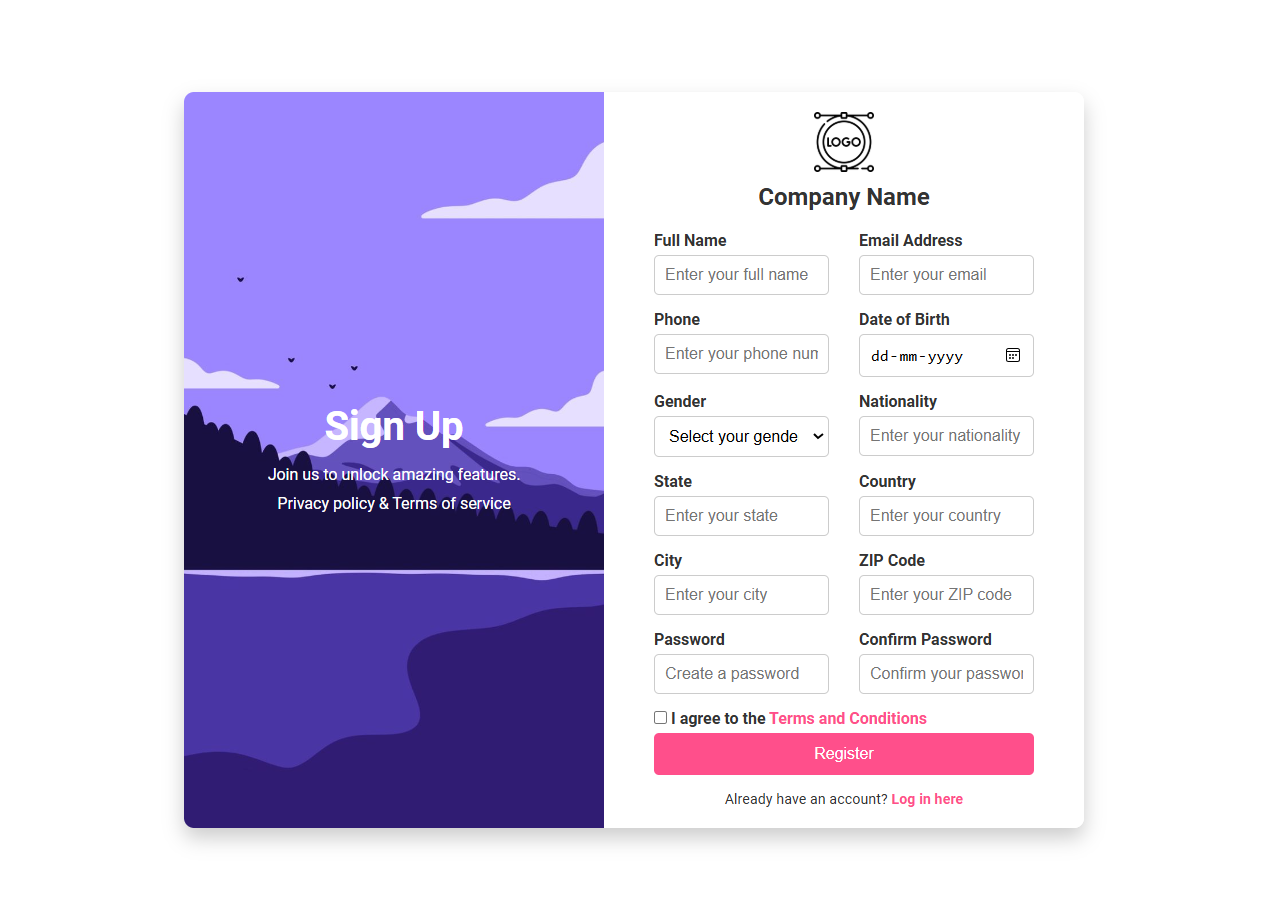 Sign Up
Join us to unlock amazing features.
Privacy policy & Terms of service
LOGO
Company Name
Full Name
Enter your full name
Email Address
Enter your email
Phone
Enter your phone nun
Date of Birth
dd-mm-yyyy
Gender
Select your gende
Nationality
Enter your nationality
State
Enter your state
Country
Enter your country
City
Enter your city
ZIP Code
Enter your ZIP code
Password
Create a password
Confirm Password
Confirm your passwor
I agree to the Terms and Conditions
Register
Already have an account? Log in here